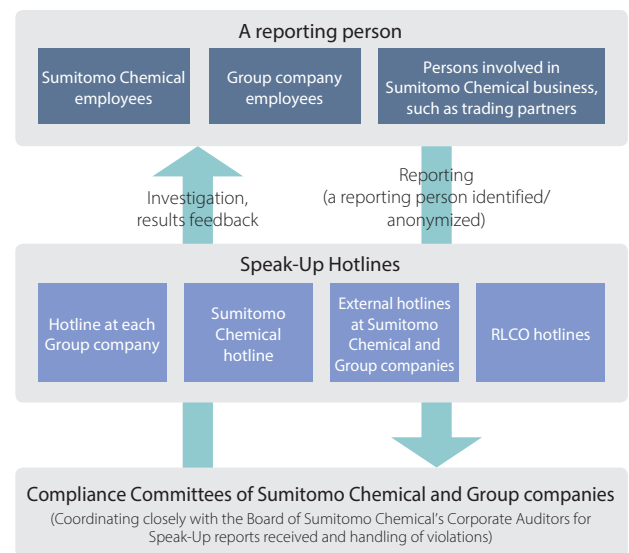 A reporting person
Sumitomo Chemical
employees
Group company
employees
Persons involved in
Sumitomo Chemical business,
such as trading partners
Investigation,
results feedback
Reporting
(a reporting person identified/
anonymized)
Speak-Up Hotlines
Hotline at each
Group company
Sumitomo
Chemical
hotline
External hotlines
at Sumitomo
Chemical and
Group companies
RLCO hotlines
Compliance Committees of Sumitomo Chemical and Group companies
(Coordinating closely with the Board of Sumitomo Chemical’s Corporate Auditors for
Speak-Up reports received and handling of violations)